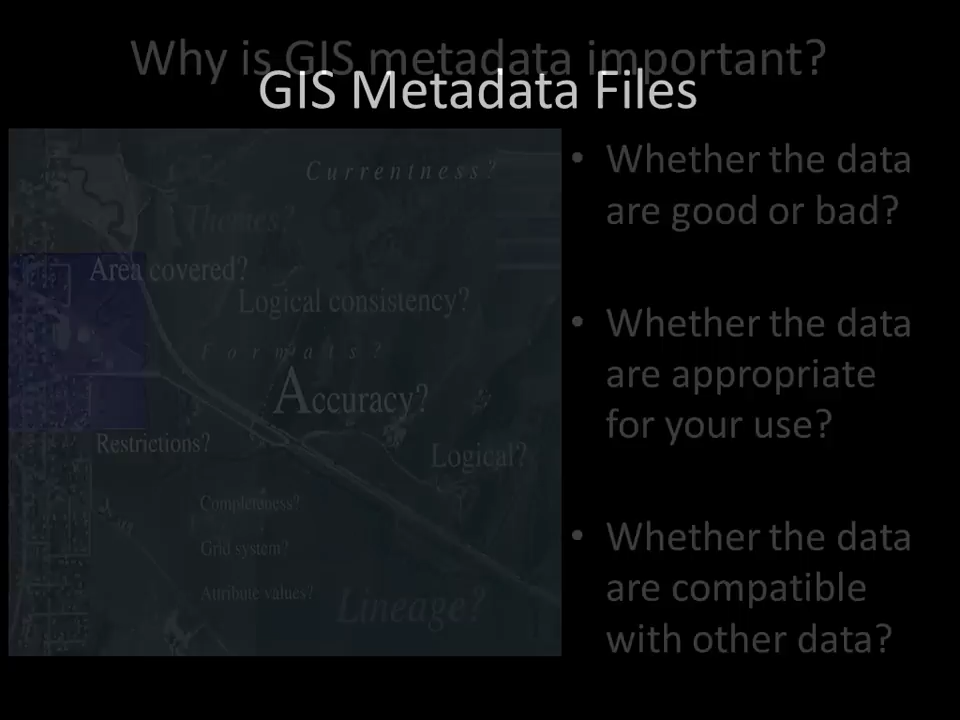 Why is GIS metadata important?
GIS Metadata Files
Currentness?
Themes?
Area covered?
Logical consistency?
Formats?
Accuracy?
Restrictions?
Logical?
Completeness?
Grid system?
Attribute values?
Lineage?
• Whether the data
are good or bad?
• Whether the data
are appropriate
for your use?
• Whether the data
are compatible
with other data?